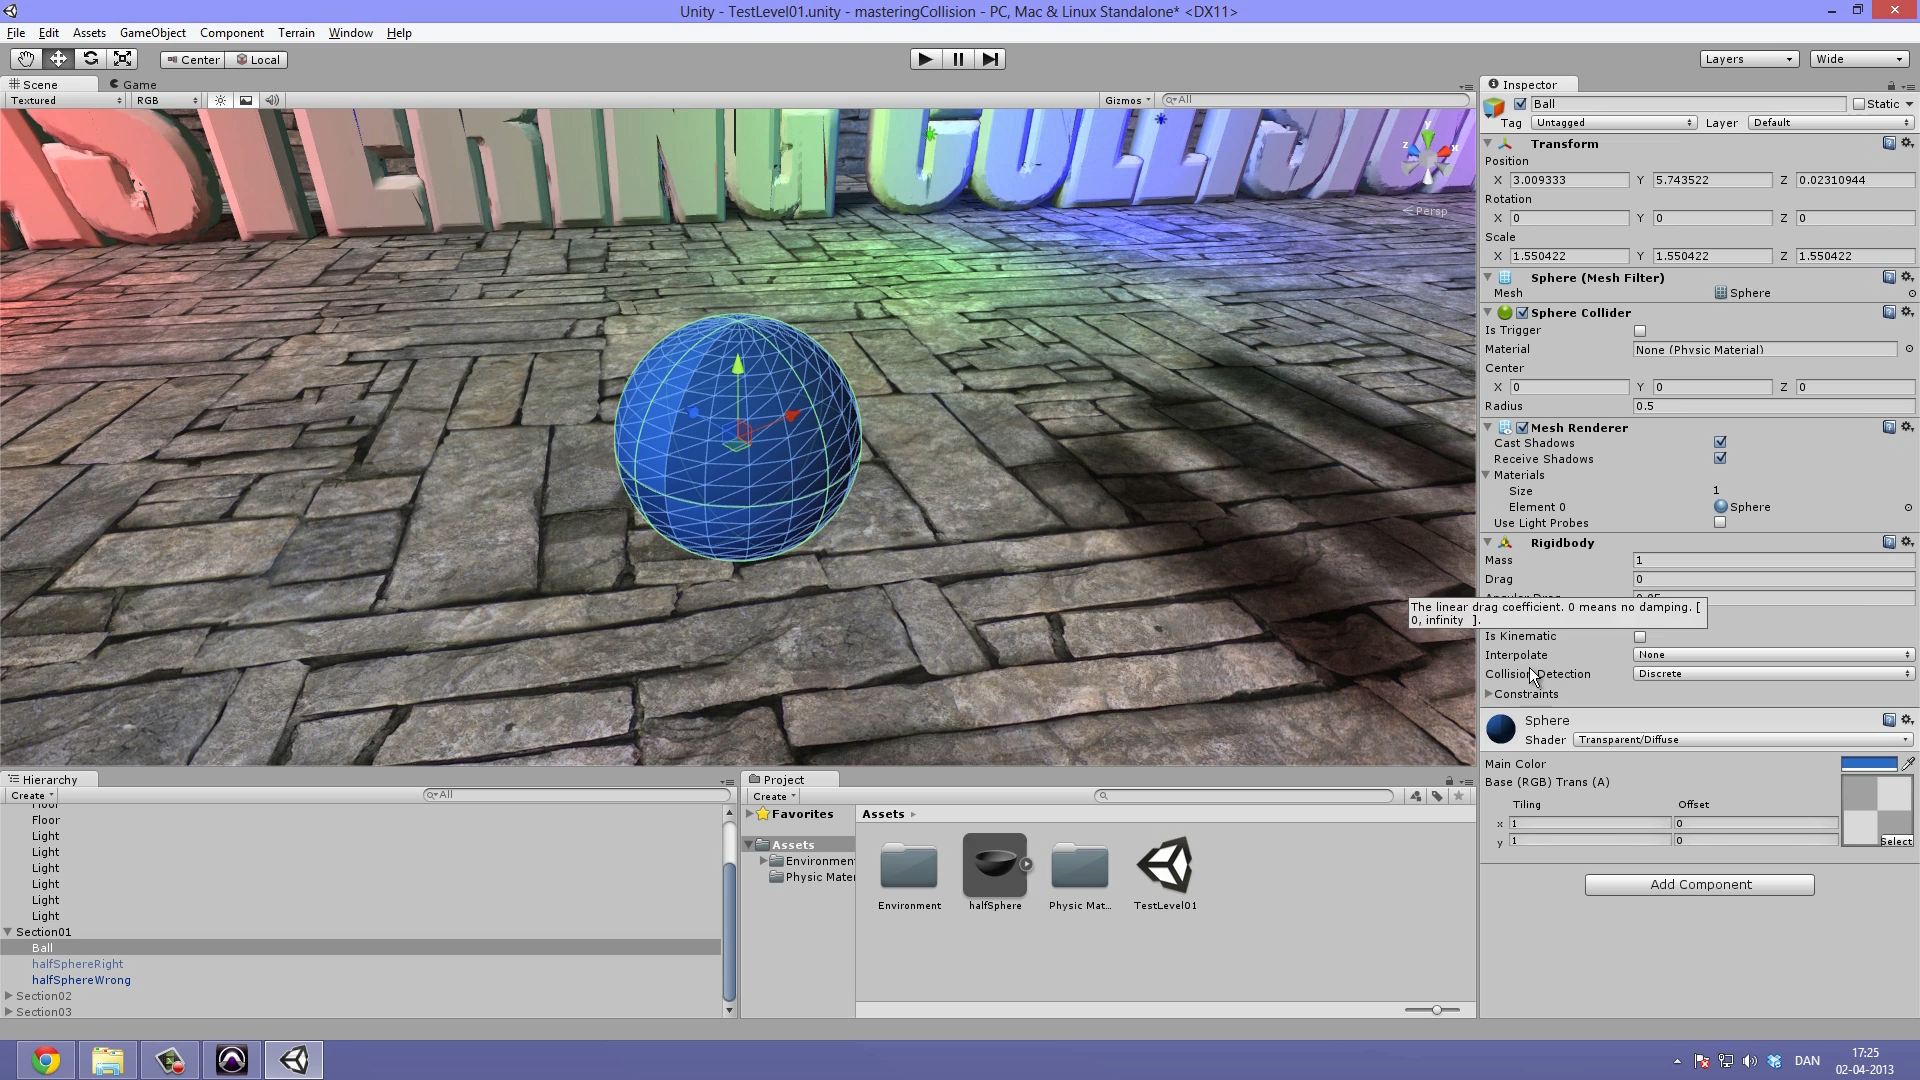 Unity - TestLevel01.unity - masteringCollision - PC, Mac & Linux Standalone* <DX11>
File Edit Assets GameObject Component Terrain Window Help
Center Local
Layers Wide
Scene Game
Textured RGB Gizmos All
y
z x
Persp
Inspector
Ball Static
Tag Untagged Layer Default
Transform
Position
X 3.009333 Y 5.743522 Z 0.02310944
Rotation
X 0 Y 0 Z 0
Scale
X 1.550422 Y 1.550422 Z 1.550422
Sphere (Mesh Filter)
Mesh Sphere
Sphere Collider
Is Trigger
Material None (Physic Material)
Center
X 0 Y 0 Z 0
Radius 0.5
Mesh Renderer
Cast Shadows
Receive Shadows
Materials
Size 1
Element 0 Sphere
Use Light Probes
Rigidbody
Mass 1
Drag 0
The linear drag coefficient. 0 means no damping. [
0, infinity ].
Is Kinematic
Interpolate None
Collision Detection Discrete
Constraints
Sphere
Shader Transparent/Diffuse
Main Color
Base (RGB) Trans (A)
Tiling Offset
x 1 0
y 1 0
Select
Add Component
Hierarchy
Create All
Floor
Floor
Light
Light
Light
Light
Light
Light
Section01
Ball
halfSphereRight
halfSphereWrong
Section02
Section03
Project
Create
Favorites
Assets
Environmen
Physic Mate
Assets
Environment halfSphere Physic Mat... TestLevel01
DAN
17:25
02-04-2013